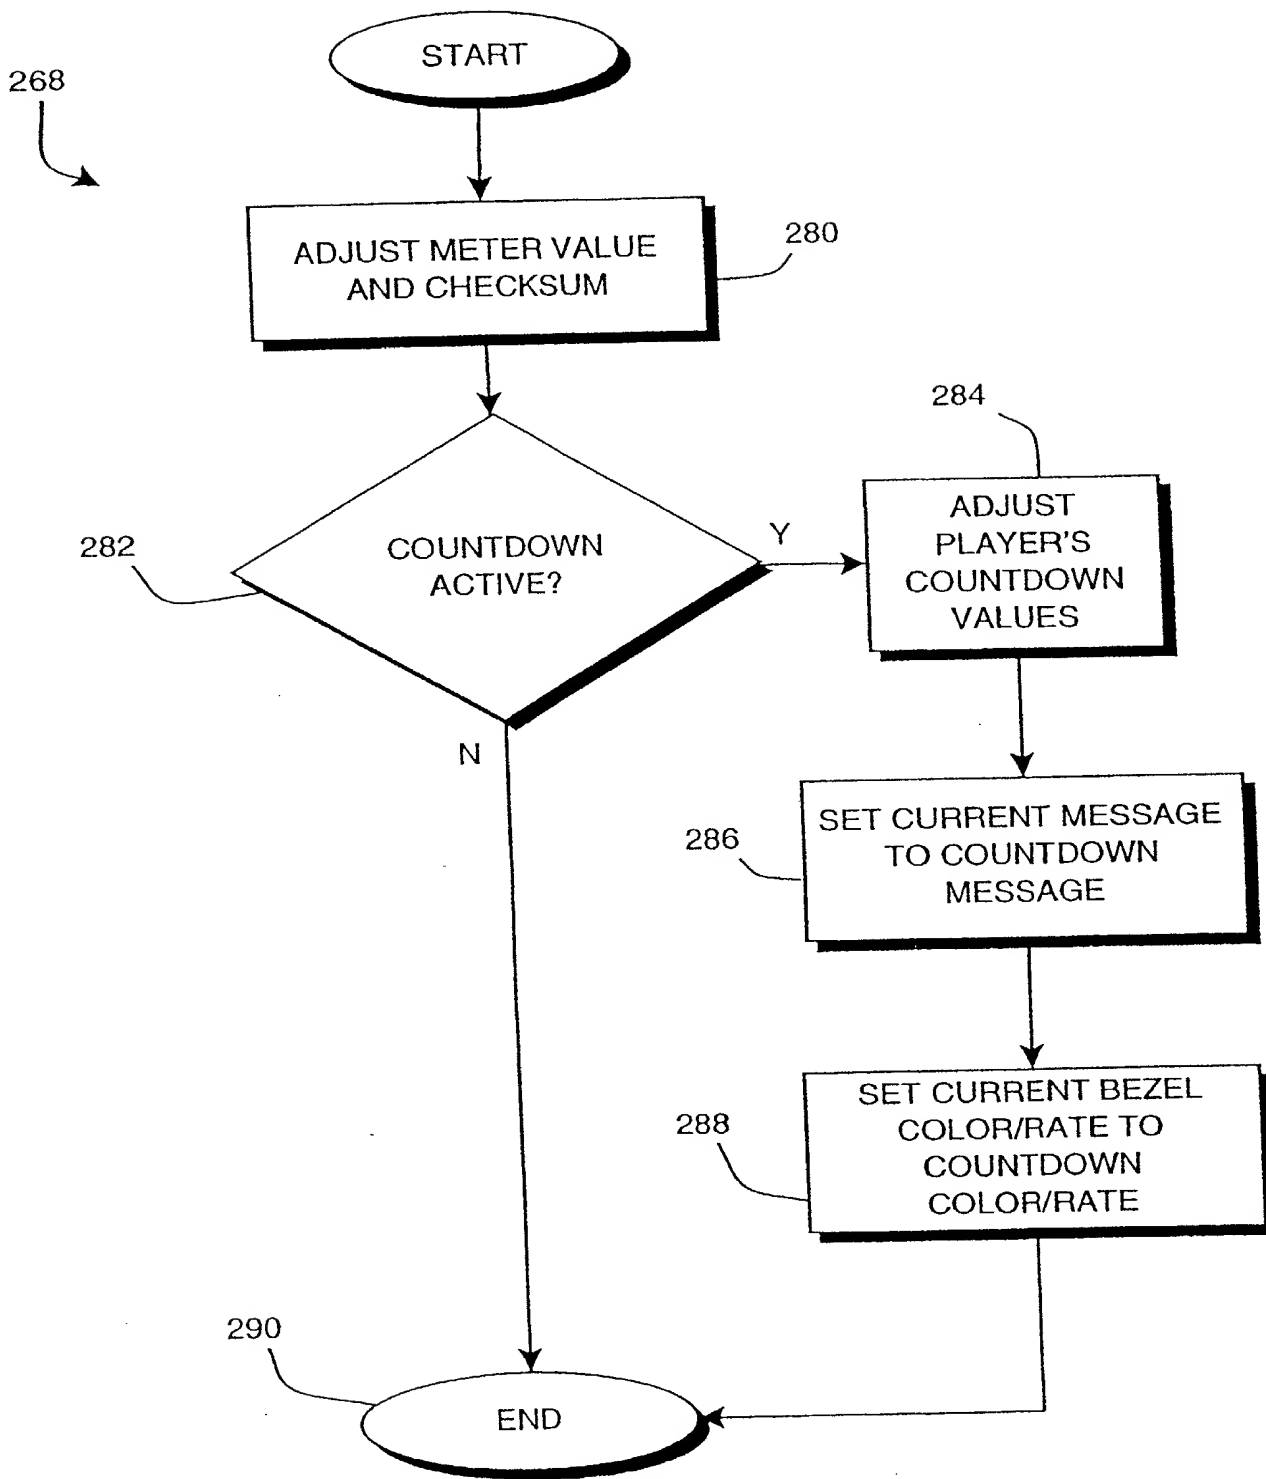 START
268
ADJUST METER VALUE
AND CHECKSUM
280
284
282
COUNTDOWN
ACTIVE?
Y
ADJUST
PLAYER'S
COUNTDOWN
VALUES
N
286
SET CURRENT MESSAGE
TO COUNTDOWN
MESSAGE
288
SET CURRENT BEZEL
COLOR/RATE TO
COUNTDOWN
COLOR/RATE
290
END